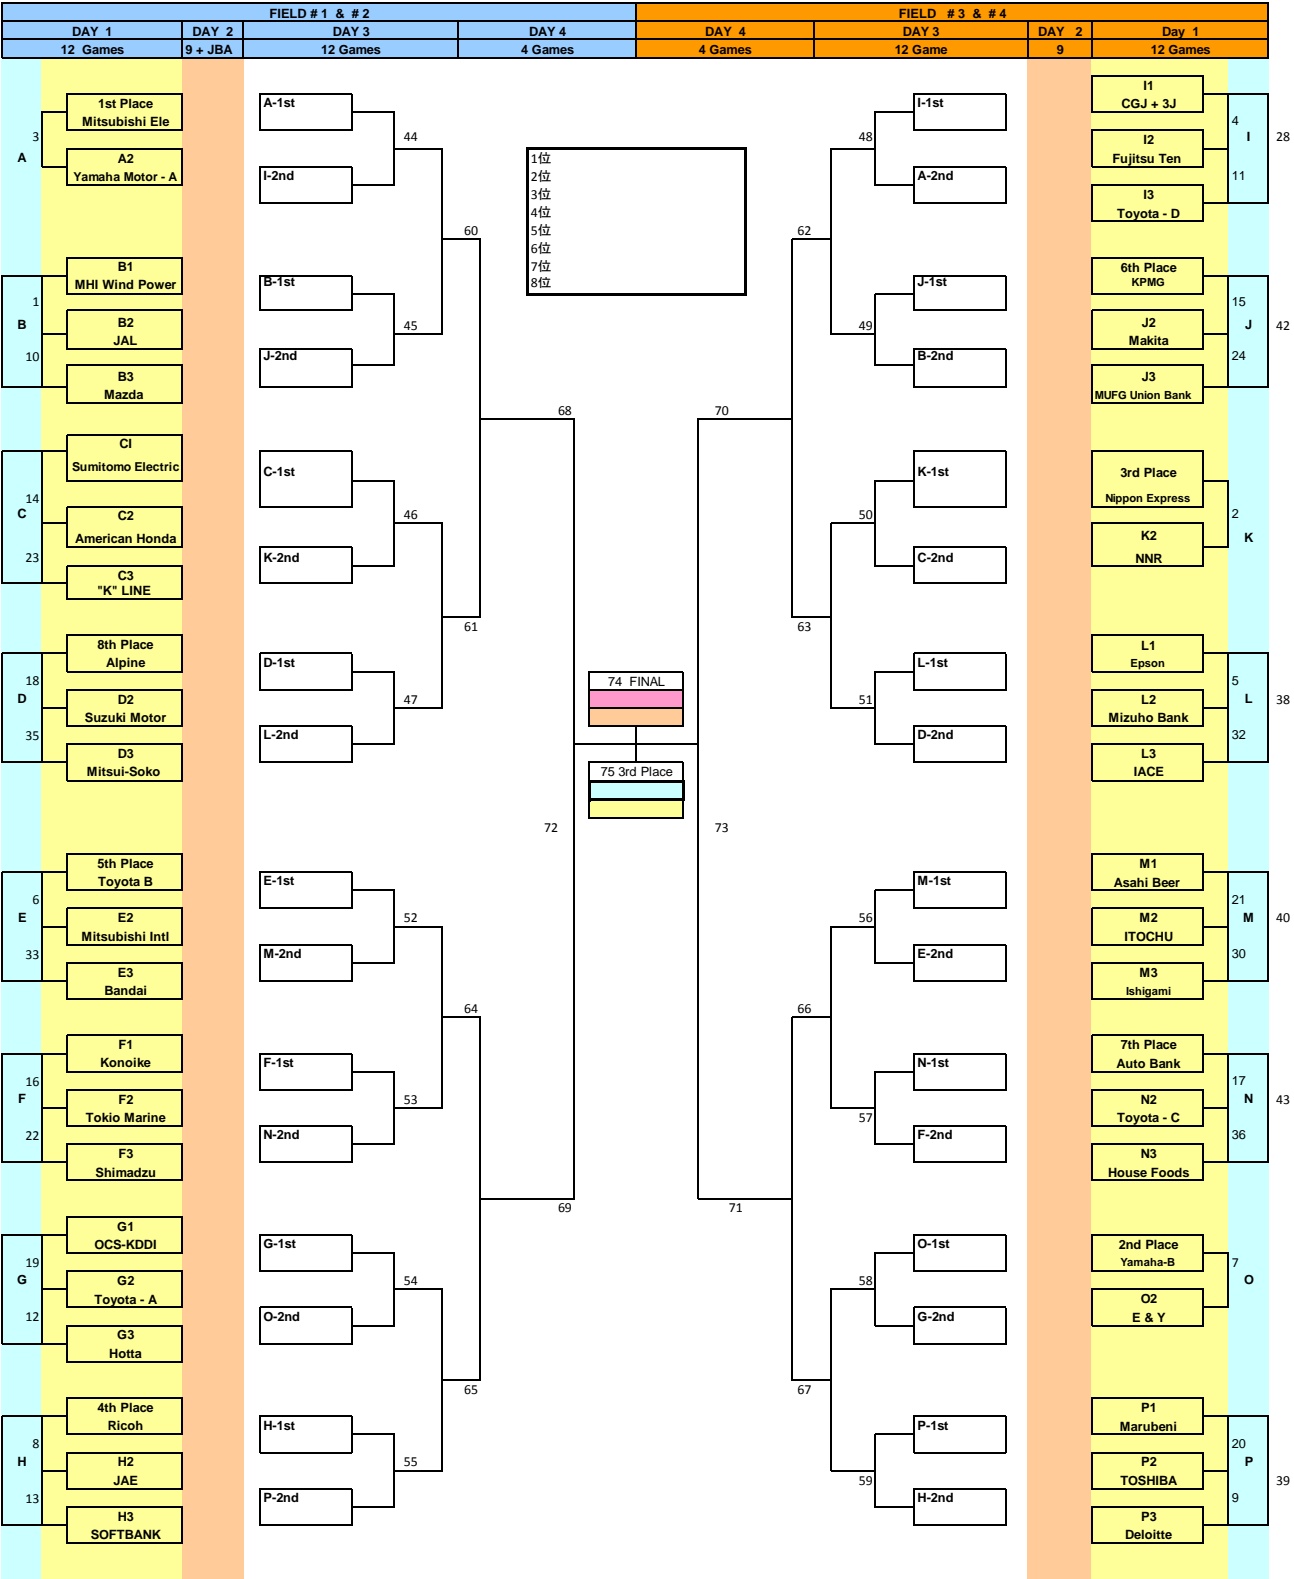 FIELD # 1 & # 2
FIELD # 3 & # 4
DAY 1
DAY 2
DAY 3
DAY 4
DAY 4
DAY 3
DAY 2
Day 1
12 Games
9 + JBA
12 Games
4 Games
4 Games
12 Game
9
12 Games
3
A
1st Place
Mitsubishi Ele
A2
Yamaha Motor - A
1
B
10
B1
MHI Wind Power
B2
JAL
B3
Mazda
14
C
23
CI
Sumitomo Electric
C2
American Honda
C3
"K" LINE
18
D
35
8th Place
Alpine
D2
Suzuki Motor
D3
Mitsui-Soko
6
E
33
5th Place
Toyota B
E2
Mitsubishi Intl
E3
Bandai
16
F
22
F1
Konoike
F2
Tokio Marine
F3
Shimadzu
19
G
12
G1
OCS-KDDI
G2
Toyota - A
G3
Hotta
8
H
13
4th Place
Ricoh
H2
JAE
H3
SOFTBANK
A-1st
44
I-2nd
60
B-1st
45
J-2nd
68
C-1st
46
K-2nd
61
D-1st
47
L-2nd
72
E-1st
52
M-2nd
64
F-1st
53
N-2nd
69
G-1st
54
O-2nd
65
H-1st
55
P-2nd
1位
2位
3位
4位
5位
6位
7位
8位
74 FINAL
75 3rd Place
I-1st
48
A-2nd
62
J-1st
49
B-2nd
70
K-1st
50
C-2nd
63
L-1st
51
D-2nd
73
M-1st
56
E-2nd
66
N-1st
57
F-2nd
71
O-1st
58
G-2nd
67
P-1st
59
H-2nd
I1
CGJ + 3J
I2
Fujitsu Ten
I3
Toyota - D
4
I
11
28
6th Place
KPMG
J2
Makita
J3
MUFG Union Bank
15
J
24
42
3rd Place
Nippon Express
K2
NNR
2
K
L1
Epson
L2
Mizuho Bank
L3
IACE
5
L
32
38
M1
Asahi Beer
M2
ITOCHU
M3
Ishigami
21
M
30
40
7th Place
Auto Bank
N2
Toyota - C
N3
House Foods
17
N
36
43
2nd Place
Yamaha-B
O2
E & Y
7
O
P1
Marubeni
P2
TOSHIBA
P3
Deloitte
20
P
9
39